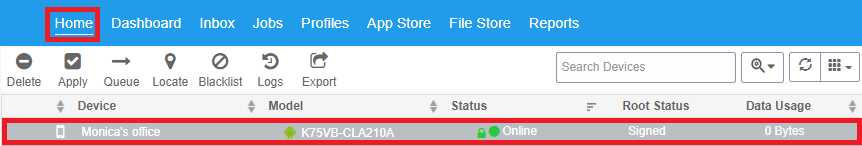 Home Dashboard Inbox Jobs Profiles App Store File Store Reports
Delete Apply Queue Locate Blacklist Logs Export Search Devices
Device Model Status Root Status Data Usage
Monica's office K75VB-CLA210A Online Signed 0 Bytes